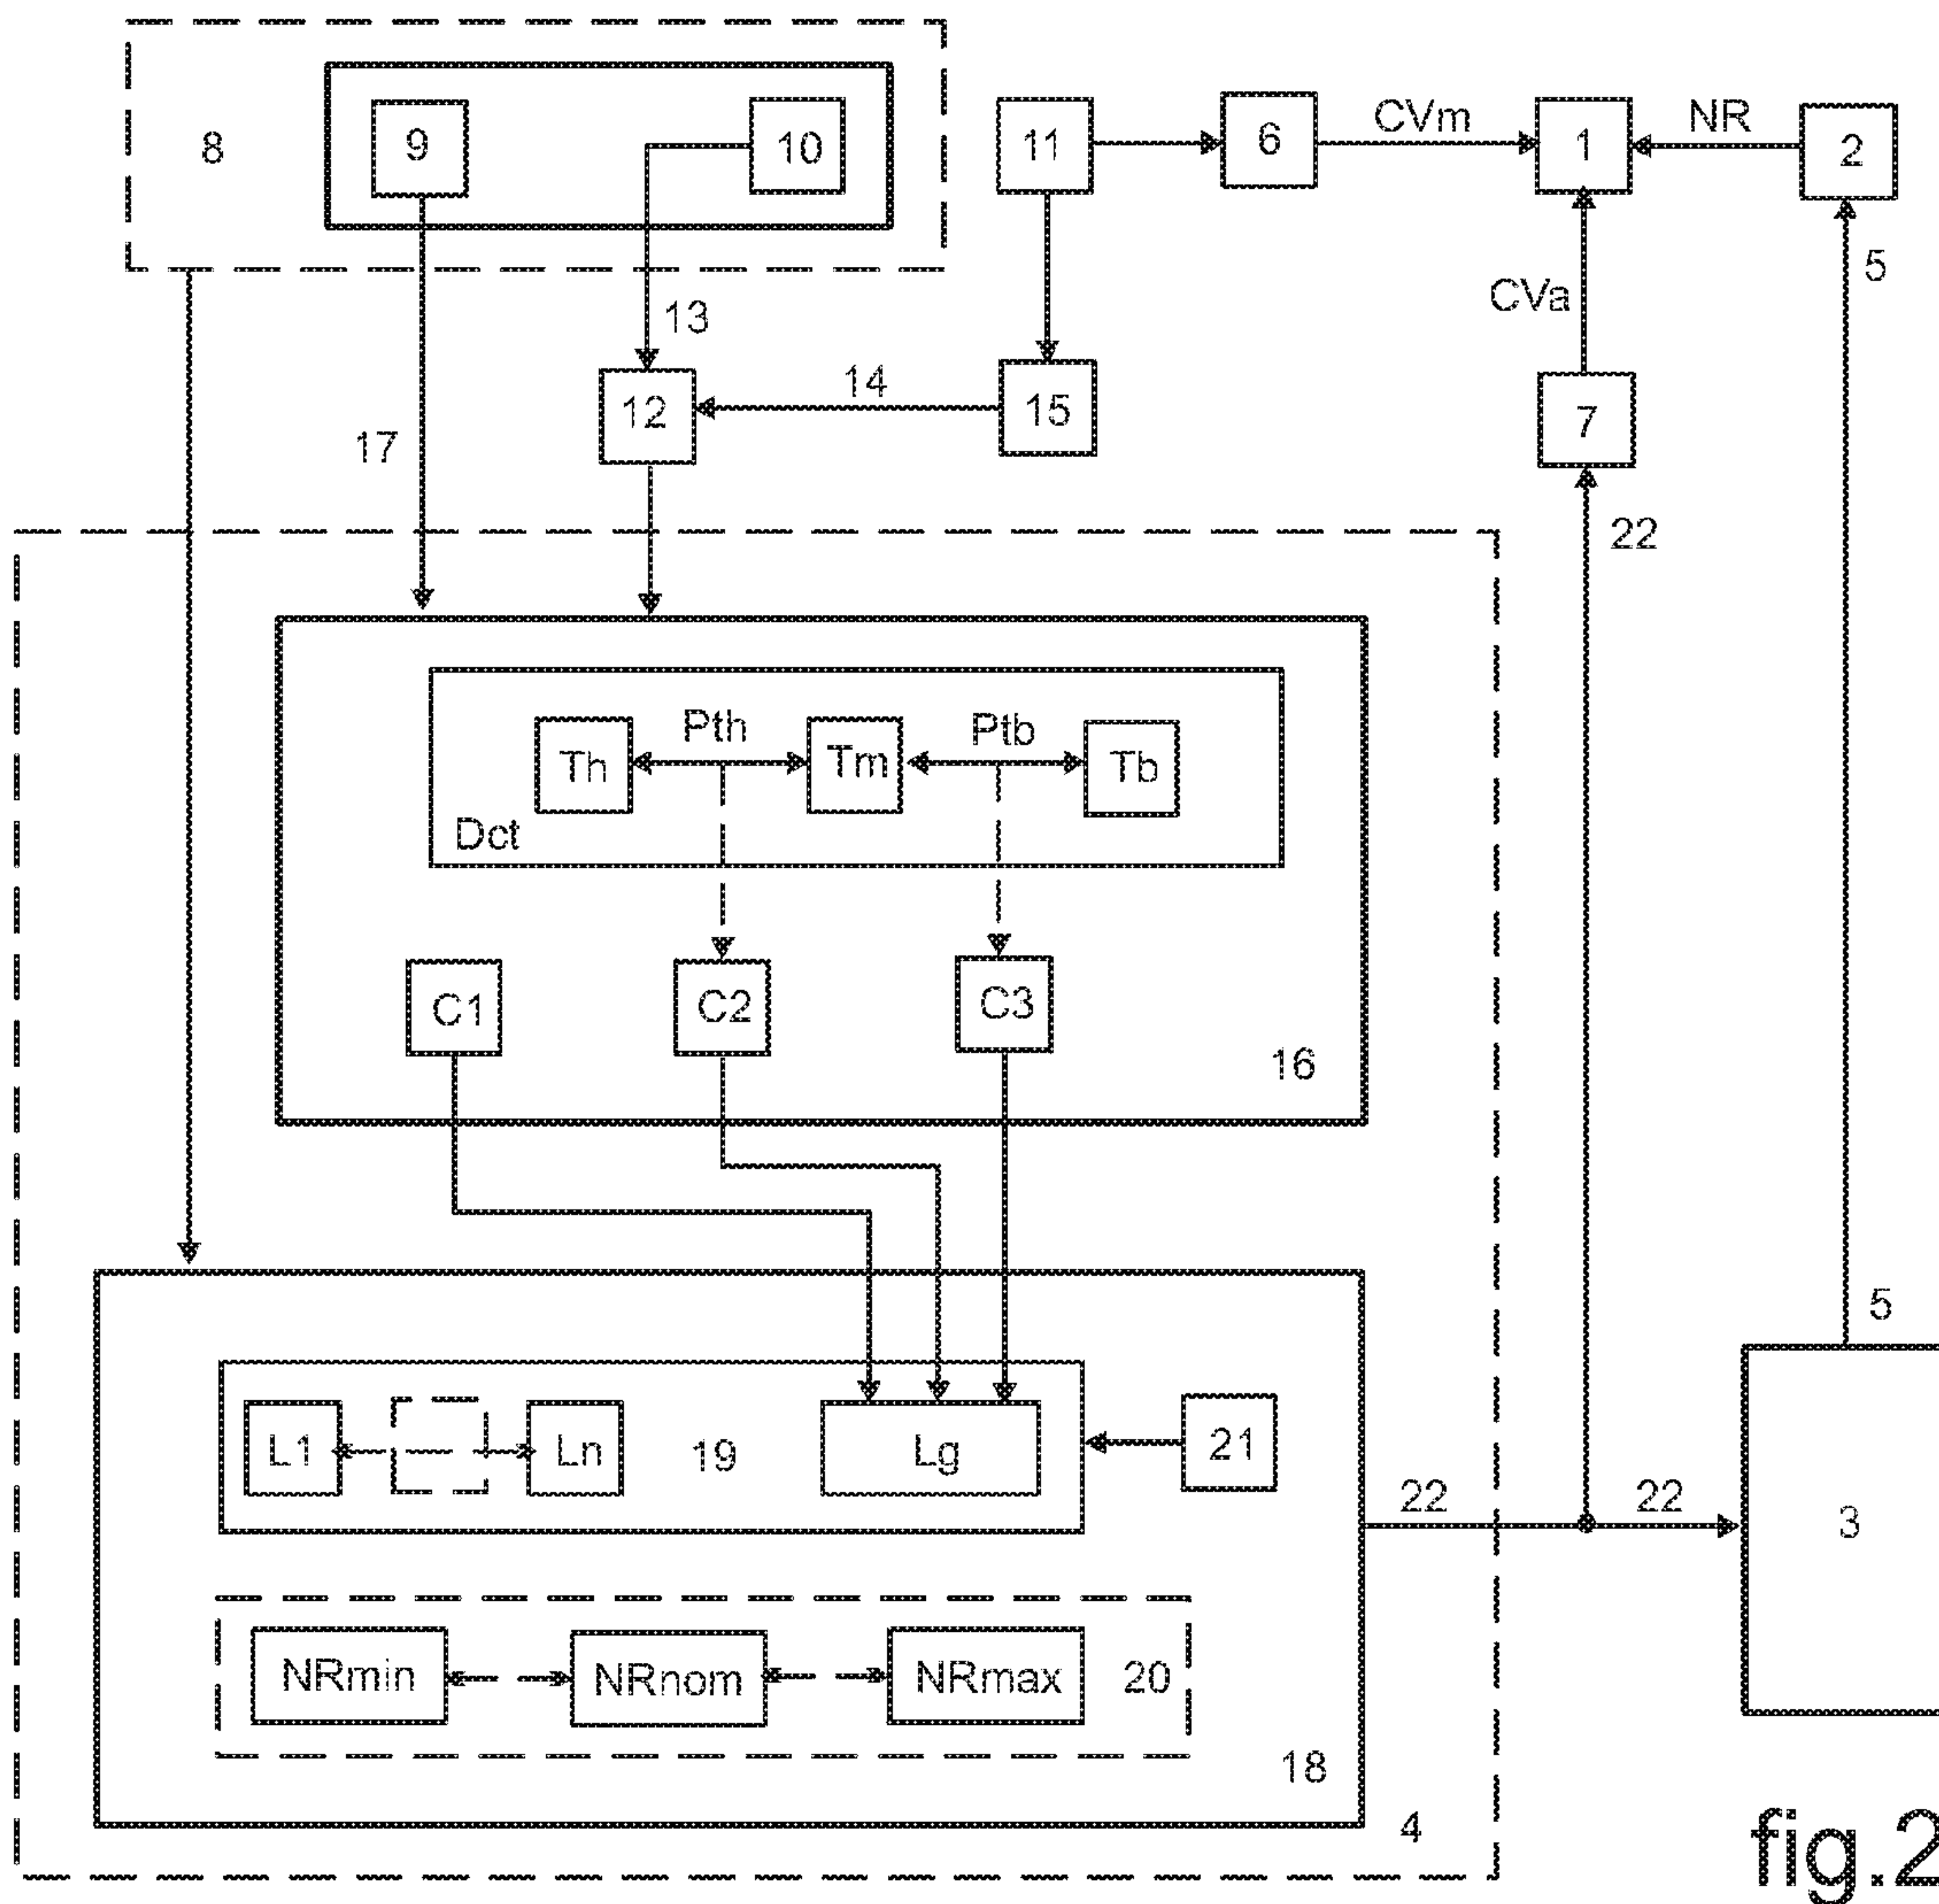 8
9
10
11
6
CVm
1
NR
2
5
13
CVa
12
14
15
7
17
22
Pth
Ptb
Th
Tm
Tb
Dct
C1
C2
C3
16
5
L1
Ln
19
Lg
21
22
22
3
NRmin
NRnom
NRmax
20
18
4
fig.2